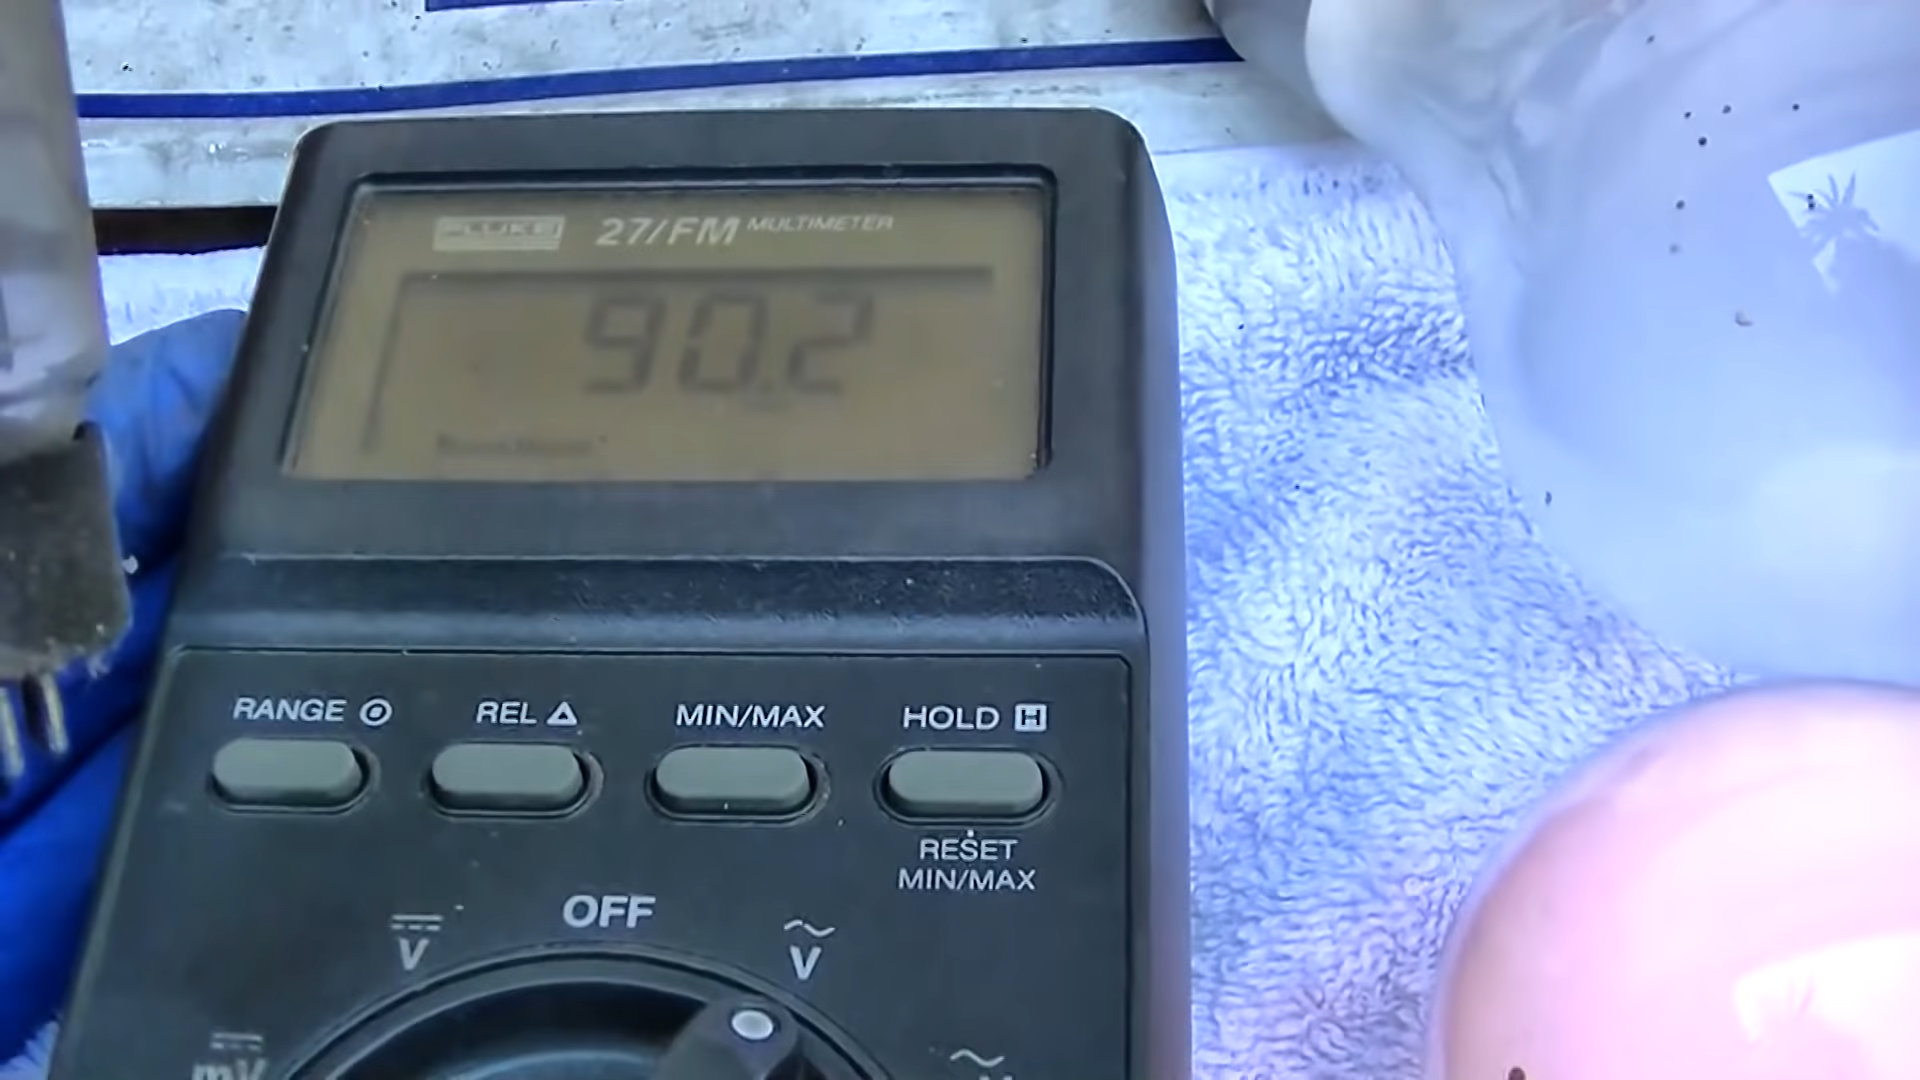 FLUKE 27/FM MULTIMETER
90.2
RANGE REL △ MIN/MAX HOLD H
RESET
MIN/MAX
OFF
V V
mV